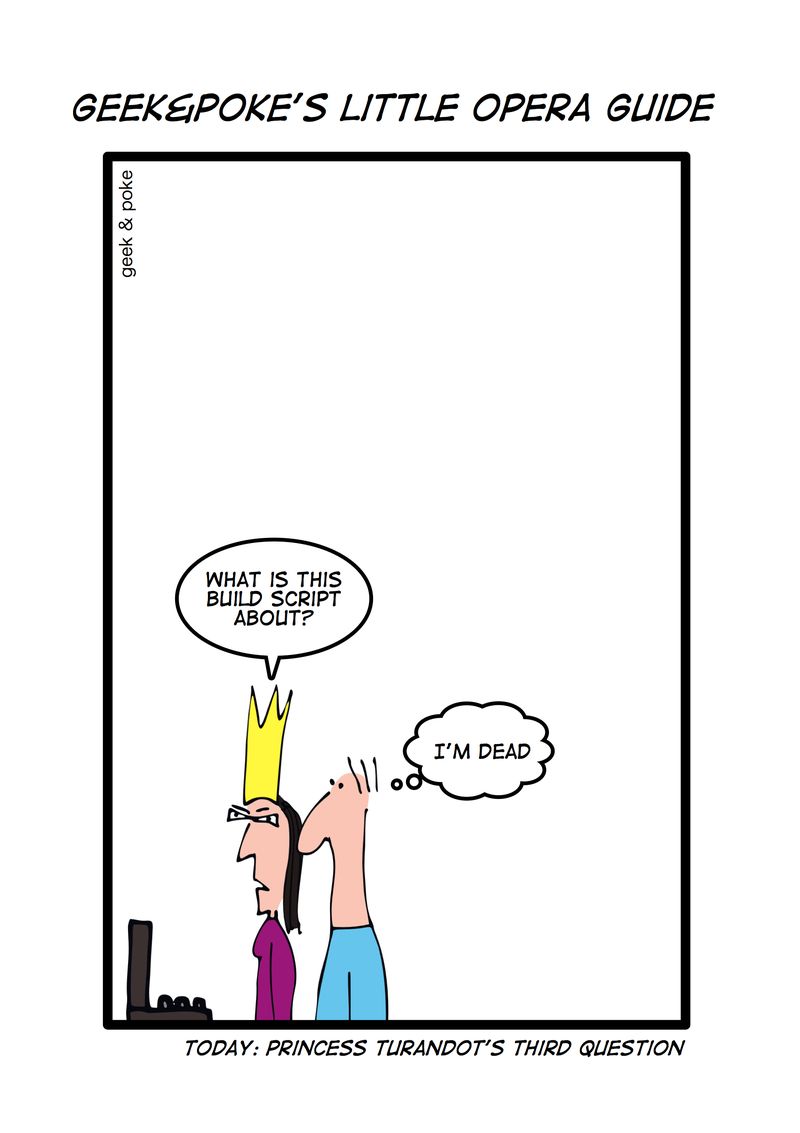 GEEK&POKE'S LITTLE OPERA GUIDE
geek & poke
WHAT IS THIS
BUILD SCRIPT
ABOUT?
I'M DEAD
TODAY: PRINCESS TURANDOT'S THIRD QUESTION